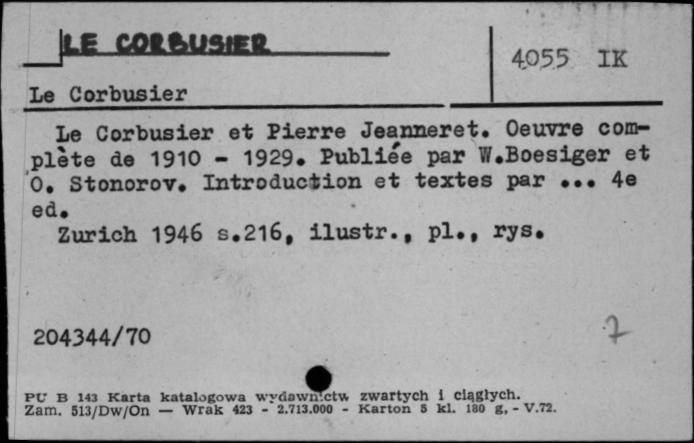 LE CORBUSIER
4055 IK
Le Corbusier
Le Corbusier et Pierre Jeanneret. Oeuvre com-
plète de 1910 - 1929. Publiée par W.Boesiger et
O. Stonorov. Introduction et textes par ... 4e
ed.
Zurich 1946 s.216, ilustr., pl., rys.
204344/70
7
PU B 143 Karta katalogowa wydawnictw zwartych i ciągłych.
Zam. 513/Dw/On — Wrak 423 - 2.713.000 - Karton 5 kl. 180 g, - V.72.